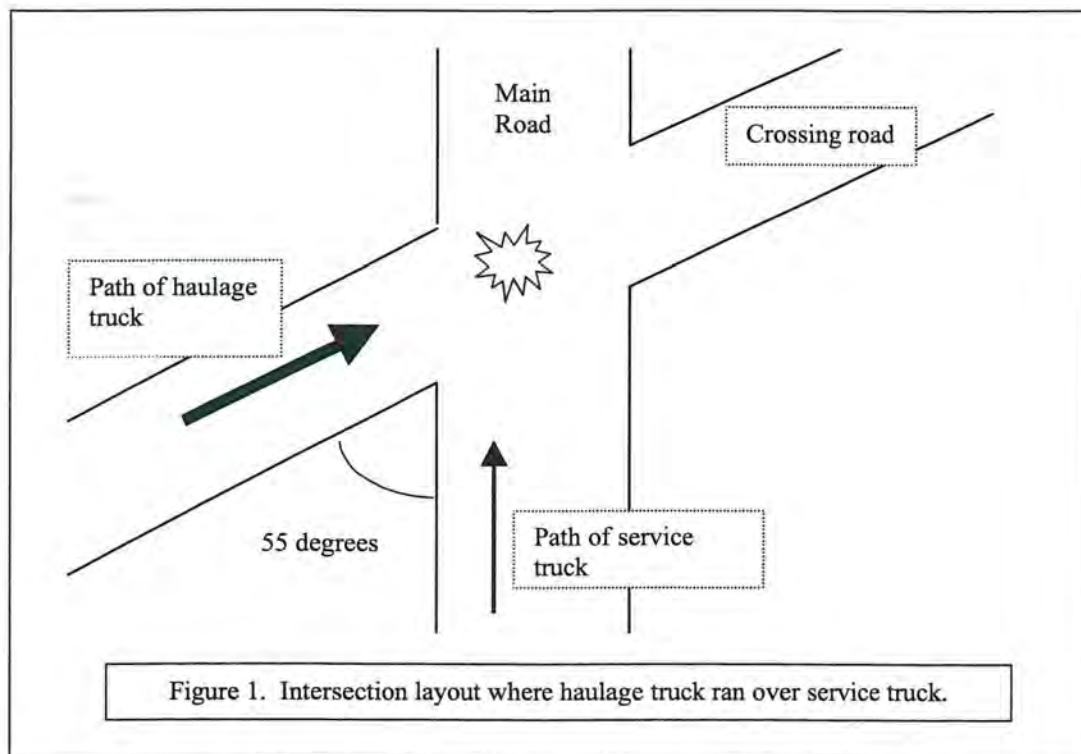 Main
Road
Crossing road
Path of haulage
truck
55 degrees
Path of service
truck
Figure 1. Intersection layout where haulage truck ran over service truck.